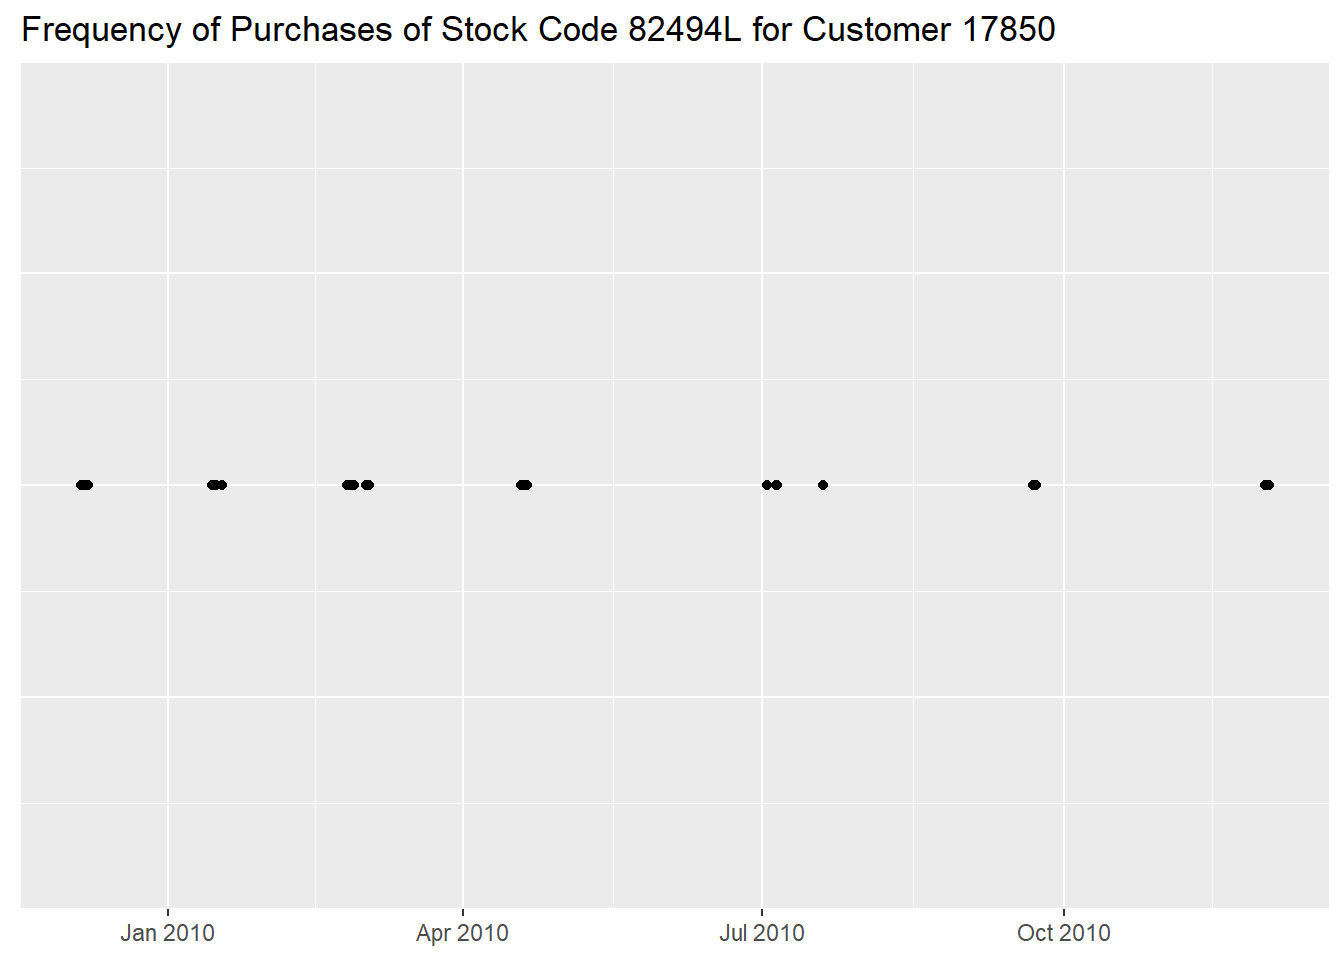 Frequency of Purchases of Stock Code 82494L for Customer 17850
Jan 2010 Apr 2010 Jul 2010 Oct 2010